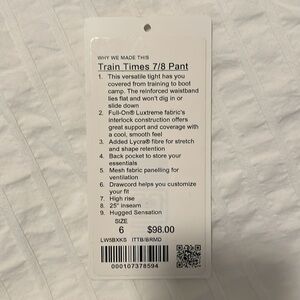 WHY WE MADE THIS
Train Times 7/8 Pant
1. This versatile tight has you
covered from training to boot
camp. The reinforced waistband
lies flat and won't dig in or
slide down
2. Full-On® Luxtreme fabric's
interlock construction offers
great support and coverage with
a cool, smooth feel
3. Added Lycra® fibre for stretch
and shape retention
4. Back pocket to store your
essentials
5. Mesh fabric panelling for
ventilation
6. Drawcord helps you customize
your fit
7. High rise
8. 25" inseam
9. Hugged Sensation
SIZE
6 $98.00
LW5BXKS ITTB/BRMD
000107378594